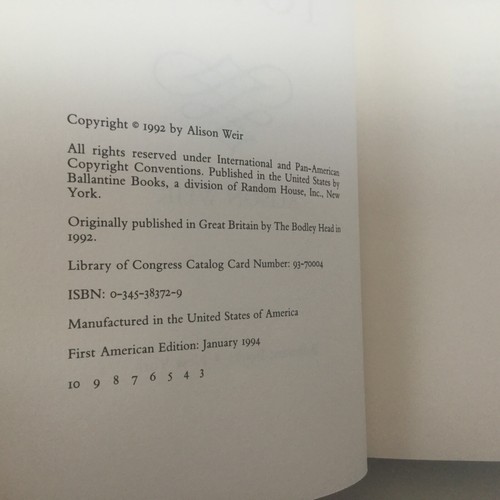 Copyright © 1992 by Alison Weir
All rights reserved under International and Pan-American
Copyright Conventions. Published in the United States by
Ballantine Books, a division of Random House, Inc., New
York.
Originally published in Great Britain by The Bodley Head in
1992.
Library of Congress Catalog Card Number: 93-70004
ISBN: 0-345-38372-9
Manufactured in the United States of America
First American Edition: January 1994
10 9 8 7 6 5 4 3